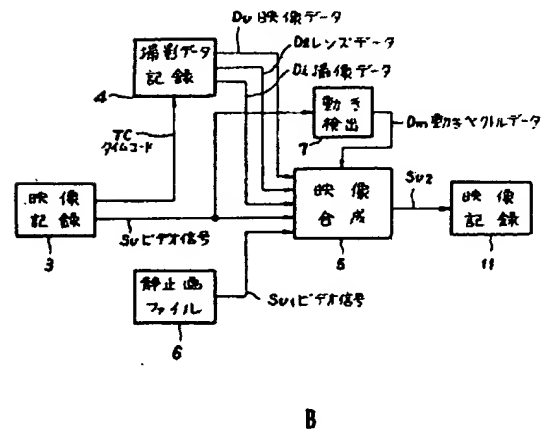 Dv 映像データ
Dl レンズデータ
Di 撮像データ
撮影データ
記録
4
動き
検出
7
Dm 動きベクトルデータ
TC
タイムコード
映像
記録
3
Sv ビデオ信号
映像
合成
5
Sv2
映像
記録
11
静止画
ファイル
6
Sv1 ビデオ信号
B